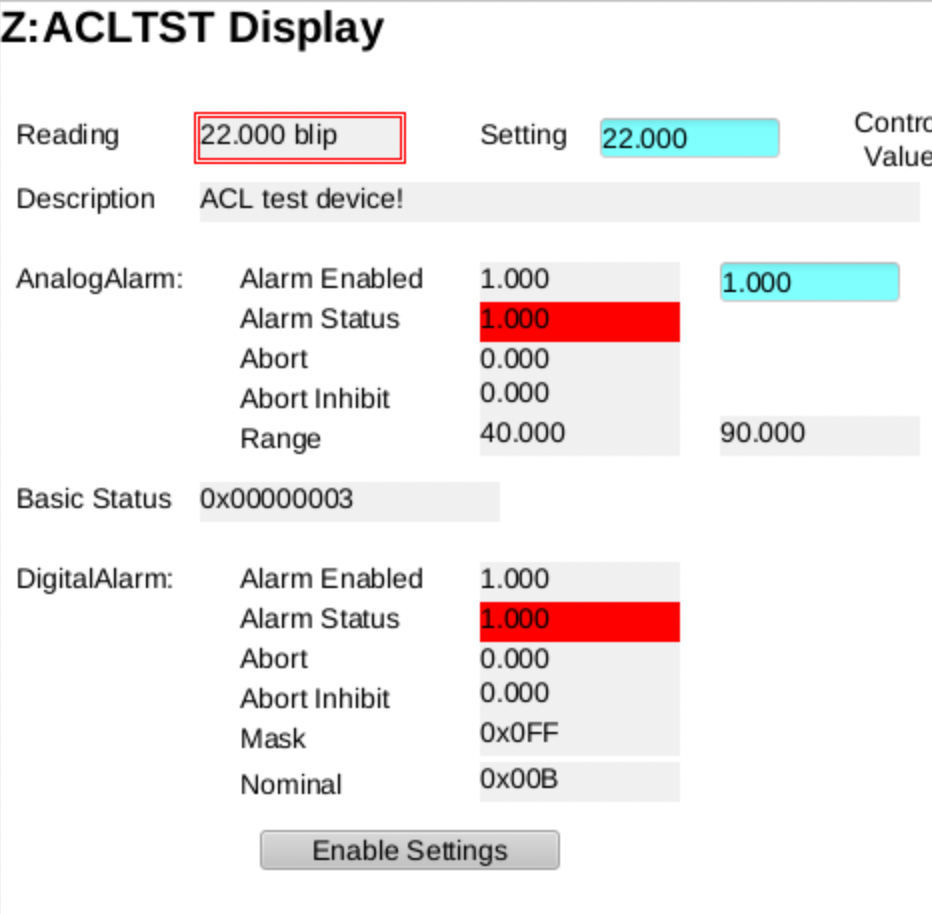 Z:ACLTST Display
Reading 22.000 blip Setting 22.000
Description ACL test device!
AnalogAlarm: Alarm Enabled 1.000 1.000
Alarm Status 1.000
Abort 0.000
Abort Inhibit 0.000
Range 40.000 90.000
Basic Status 0x00000003
DigitalAlarm: Alarm Enabled 1.000
Alarm Status 1.000
Abort 0.000
Abort Inhibit 0.000
Mask 0x0FF
Nominal 0x00B
Enable Settings